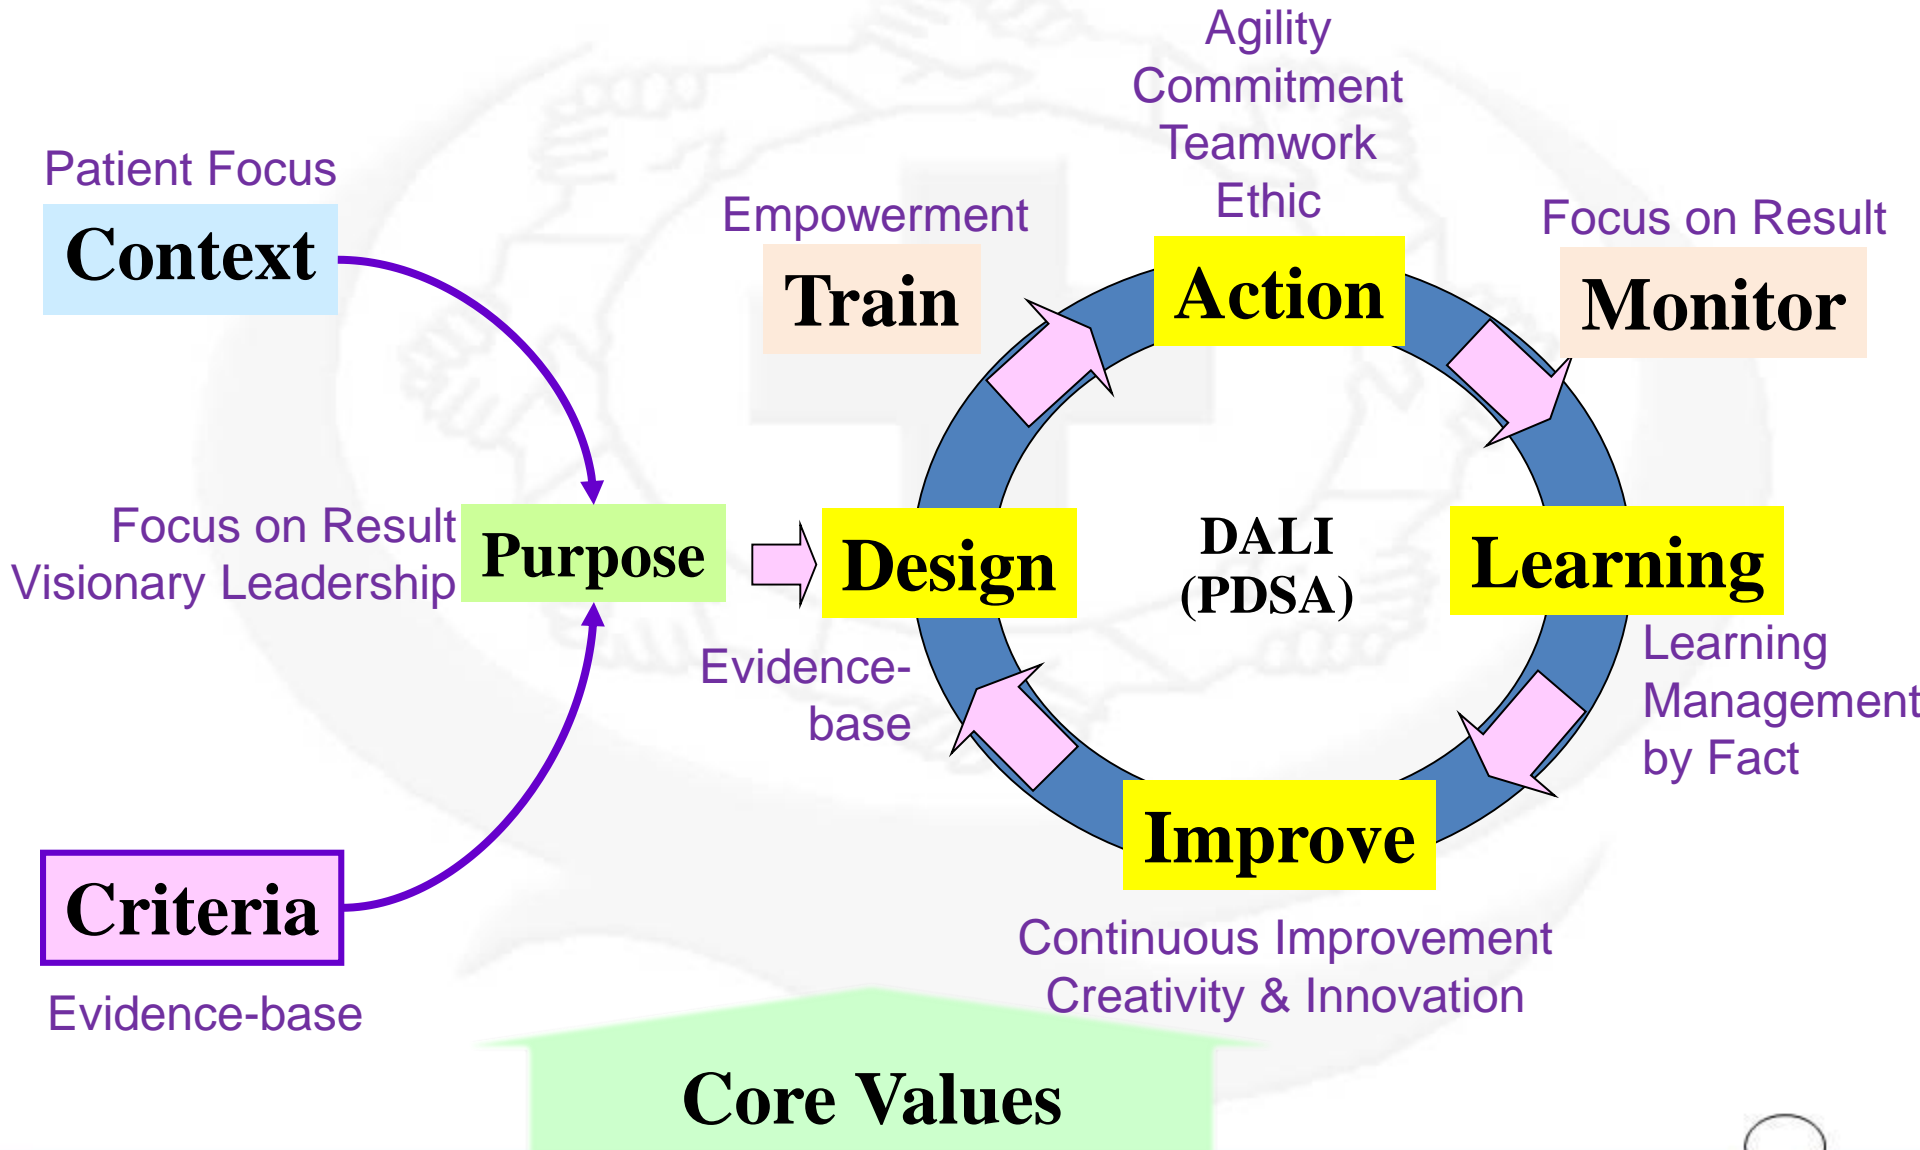 Agility
Commitment
Teamwork
Ethic
Patient Focus
Context
Empowerment
Train
Action
Focus on Result
Monitor
Focus on Result
Visionary Leadership
Purpose
Design
DALI
(PDSA)
Learning
Evidence-
base
Learning
Management
by Fact
Improve
Criteria
Evidence-base
Continuous Improvement
Creativity & Innovation
Core Values